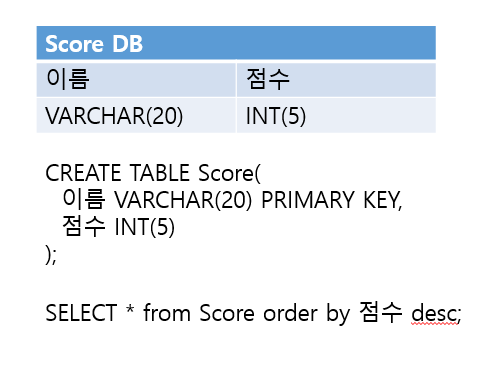 Score DB
이름 점수
VARCHAR(20) INT(5)
CREATE TABLE Score(
이름 VARCHAR(20) PRIMARY KEY,
점수 INT(5)
);
SELECT * from Score order by 점수 desc;